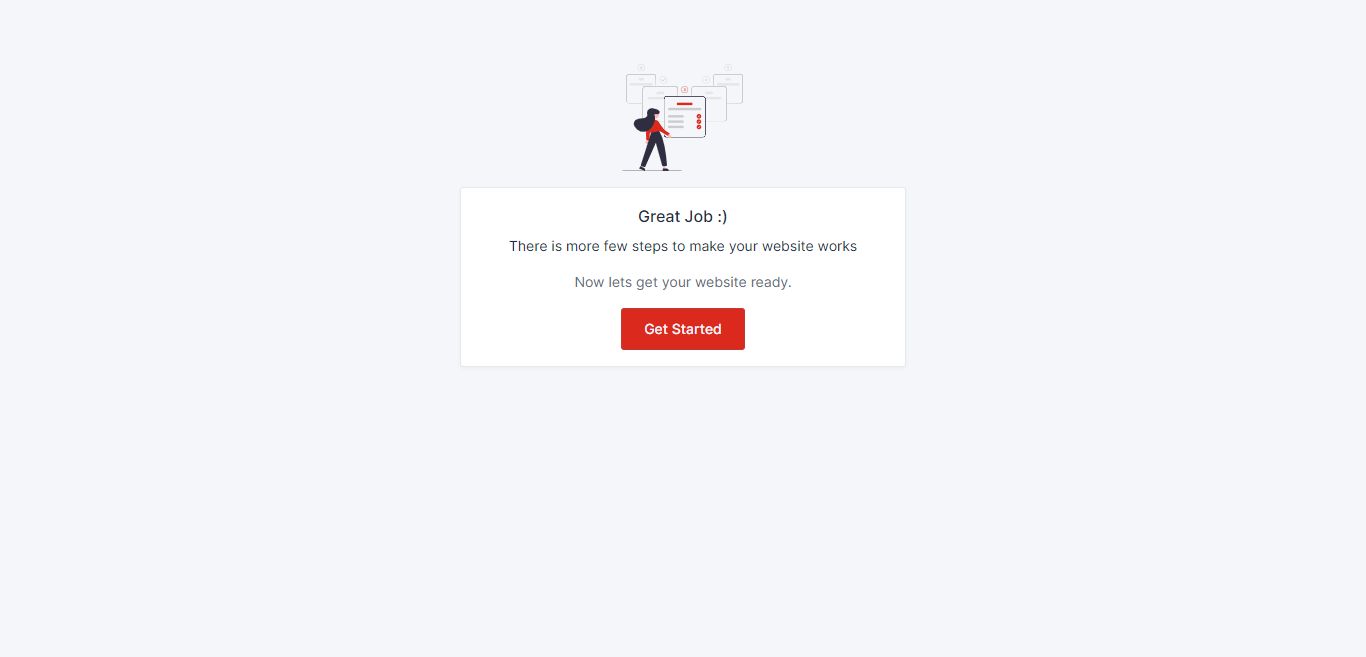 Great Job :)
There is more few steps to make your website works
Now lets get your website ready.
Get Started